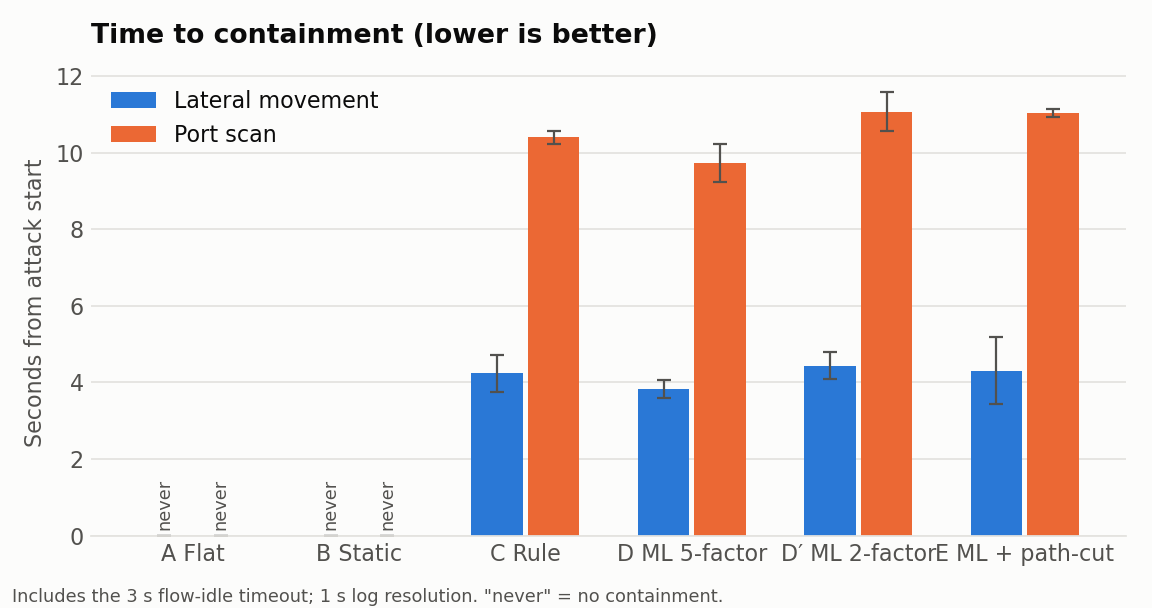 Time to containment (lower is better)
12
10
8
6
4
2
0
Seconds from attack start
Lateral movement
Port scan
never never never never
A Flat B Static C Rule D ML 5-factor D′ ML 2-factor E ML + path-cut
Includes the 3 s flow-idle timeout; 1 s log resolution. "never" = no containment.